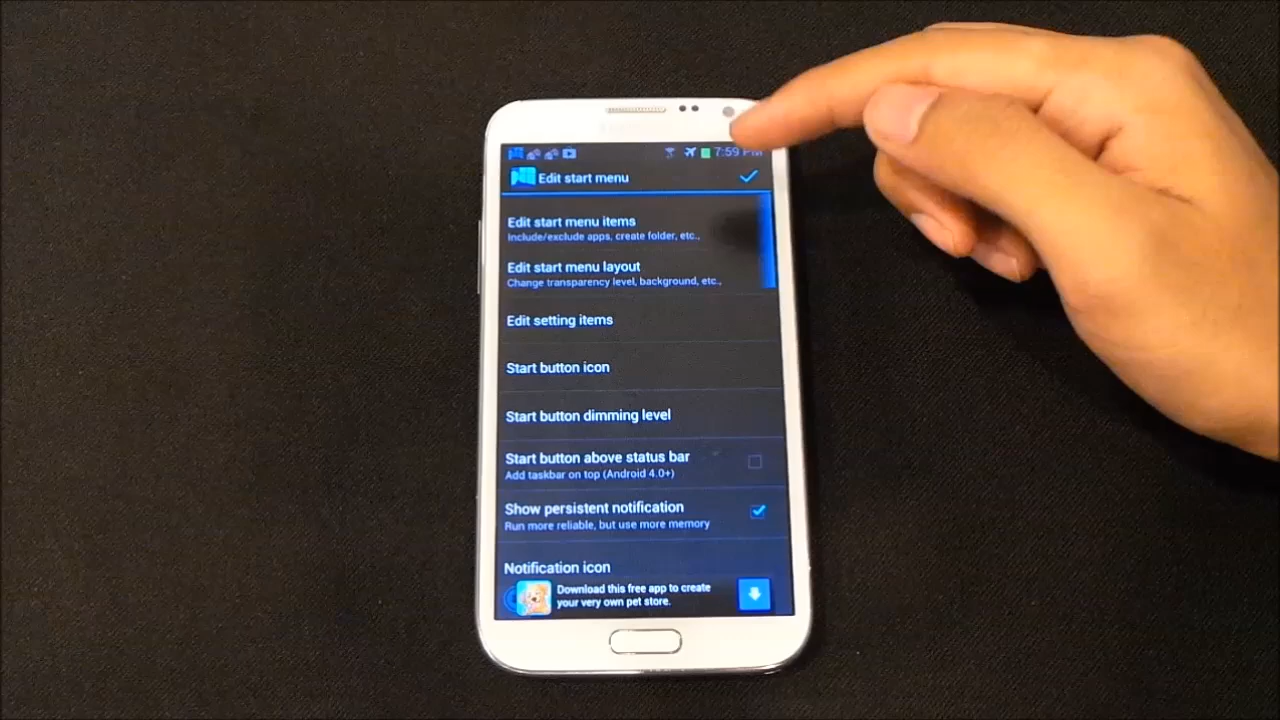 7:59 PM
Edit start menu
Edit start menu items
Include/exclude apps, create folder, etc.,
Edit start menu layout
Change transparency level, background, etc.,
Edit setting items
Start button icon
Start button dimming level
Start button above status bar
Add taskbar on top (Android 4.0+)
Show persistent notification
Run more reliable, but use more memory
Notification icon
Download this free app to create
your very own pet store.